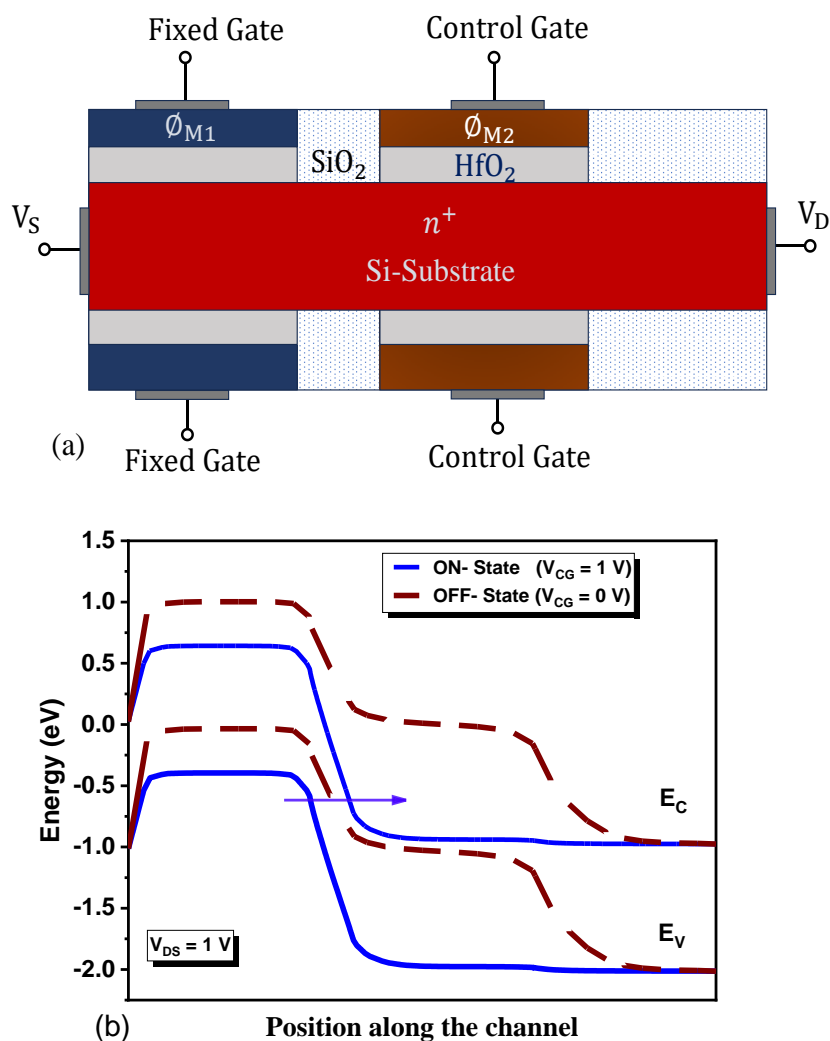 Fixed Gate
Control Gate
∅M1
∅M2
SiO2
HfO2
VS
n+
VD
Si-Substrate
(a)
Fixed Gate
Control Gate
1.5
ON- State (VCG = 1 V)
OFF- State (VCG = 0 V)
1.0
0.5
0.0
-0.5
-1.0
-1.5
-2.0
Energy (eV)
EC
EV
VDS = 1 V
(b)
Position along the channel